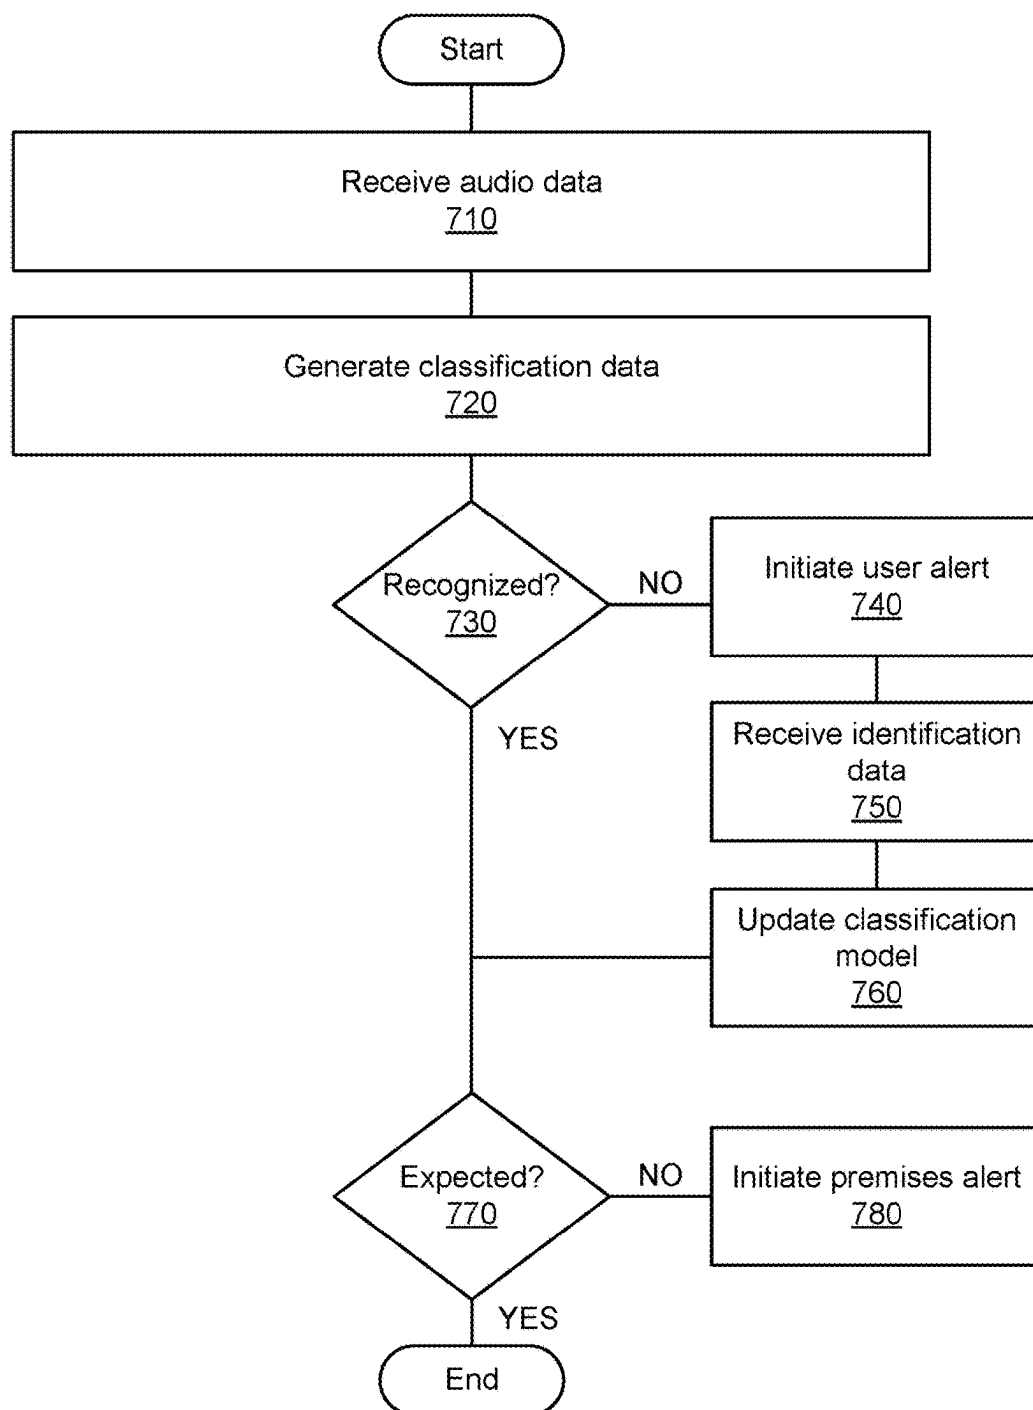 Start
Receive audio data
710
Generate classification data
720
Recognized?
730
NO
Initiate user alert
740
YES
Receive identification
data
750
Update classification
model
760
Expected?
770
NO
Initiate premises alert
780
YES
End